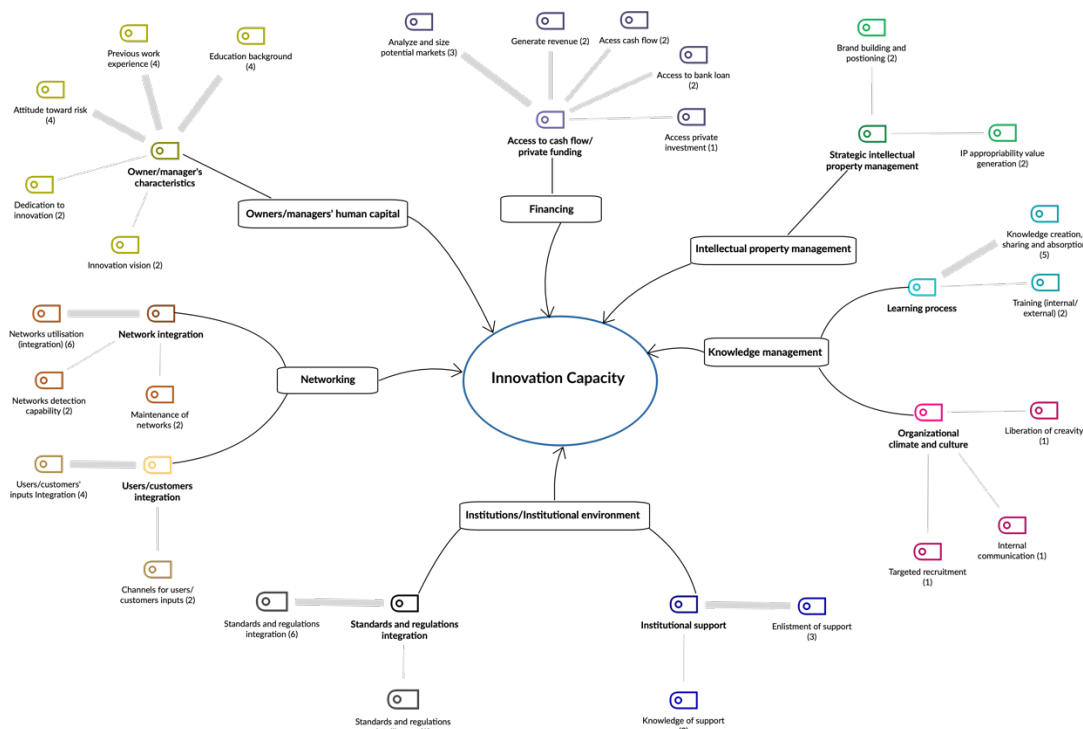 Previous work
experience (4)
Education background
(4)
Attitude toward risk
(4)
Owner/manager's
characteristics
Dedication to
innovation (2)
Innovation vision (2)
Owners/managers' human capital
Analyze and size
potential markets (3)
Generate revenue (2)
Acess cash flow (2)
Access to bank loan
(2)
Access private
investment (1)
Access to cash flow/
private funding
Financing
Brand building and
postioning (2)
Strategic intellectual
property management
IP appropriability value
generation (2)
Intellectual property management
Knowledge creation,
sharing and absorption
(5)
Learning process
Training (internal/
external) (2)
Knowledge management
Organizational
climate and culture
Liberation of creavity
(1)
Internal
communication (1)
Targeted recruitment
(1)
Innovation Capacity
Networks utilisation
(integration) (6)
Network integration
Networks detection
capability (2)
Maintenance of
networks (2)
Networking
Users/customers'
inputs Integration (4)
Users/customers
integration
Channels for users/
customers inputs (2)
Institutions/Institutional environment
Standards and regulations
integration (6)
Standards and regulations
integration
Standards and regulations
Institutional support
Enlistment of support
(3)
Knowledge of support